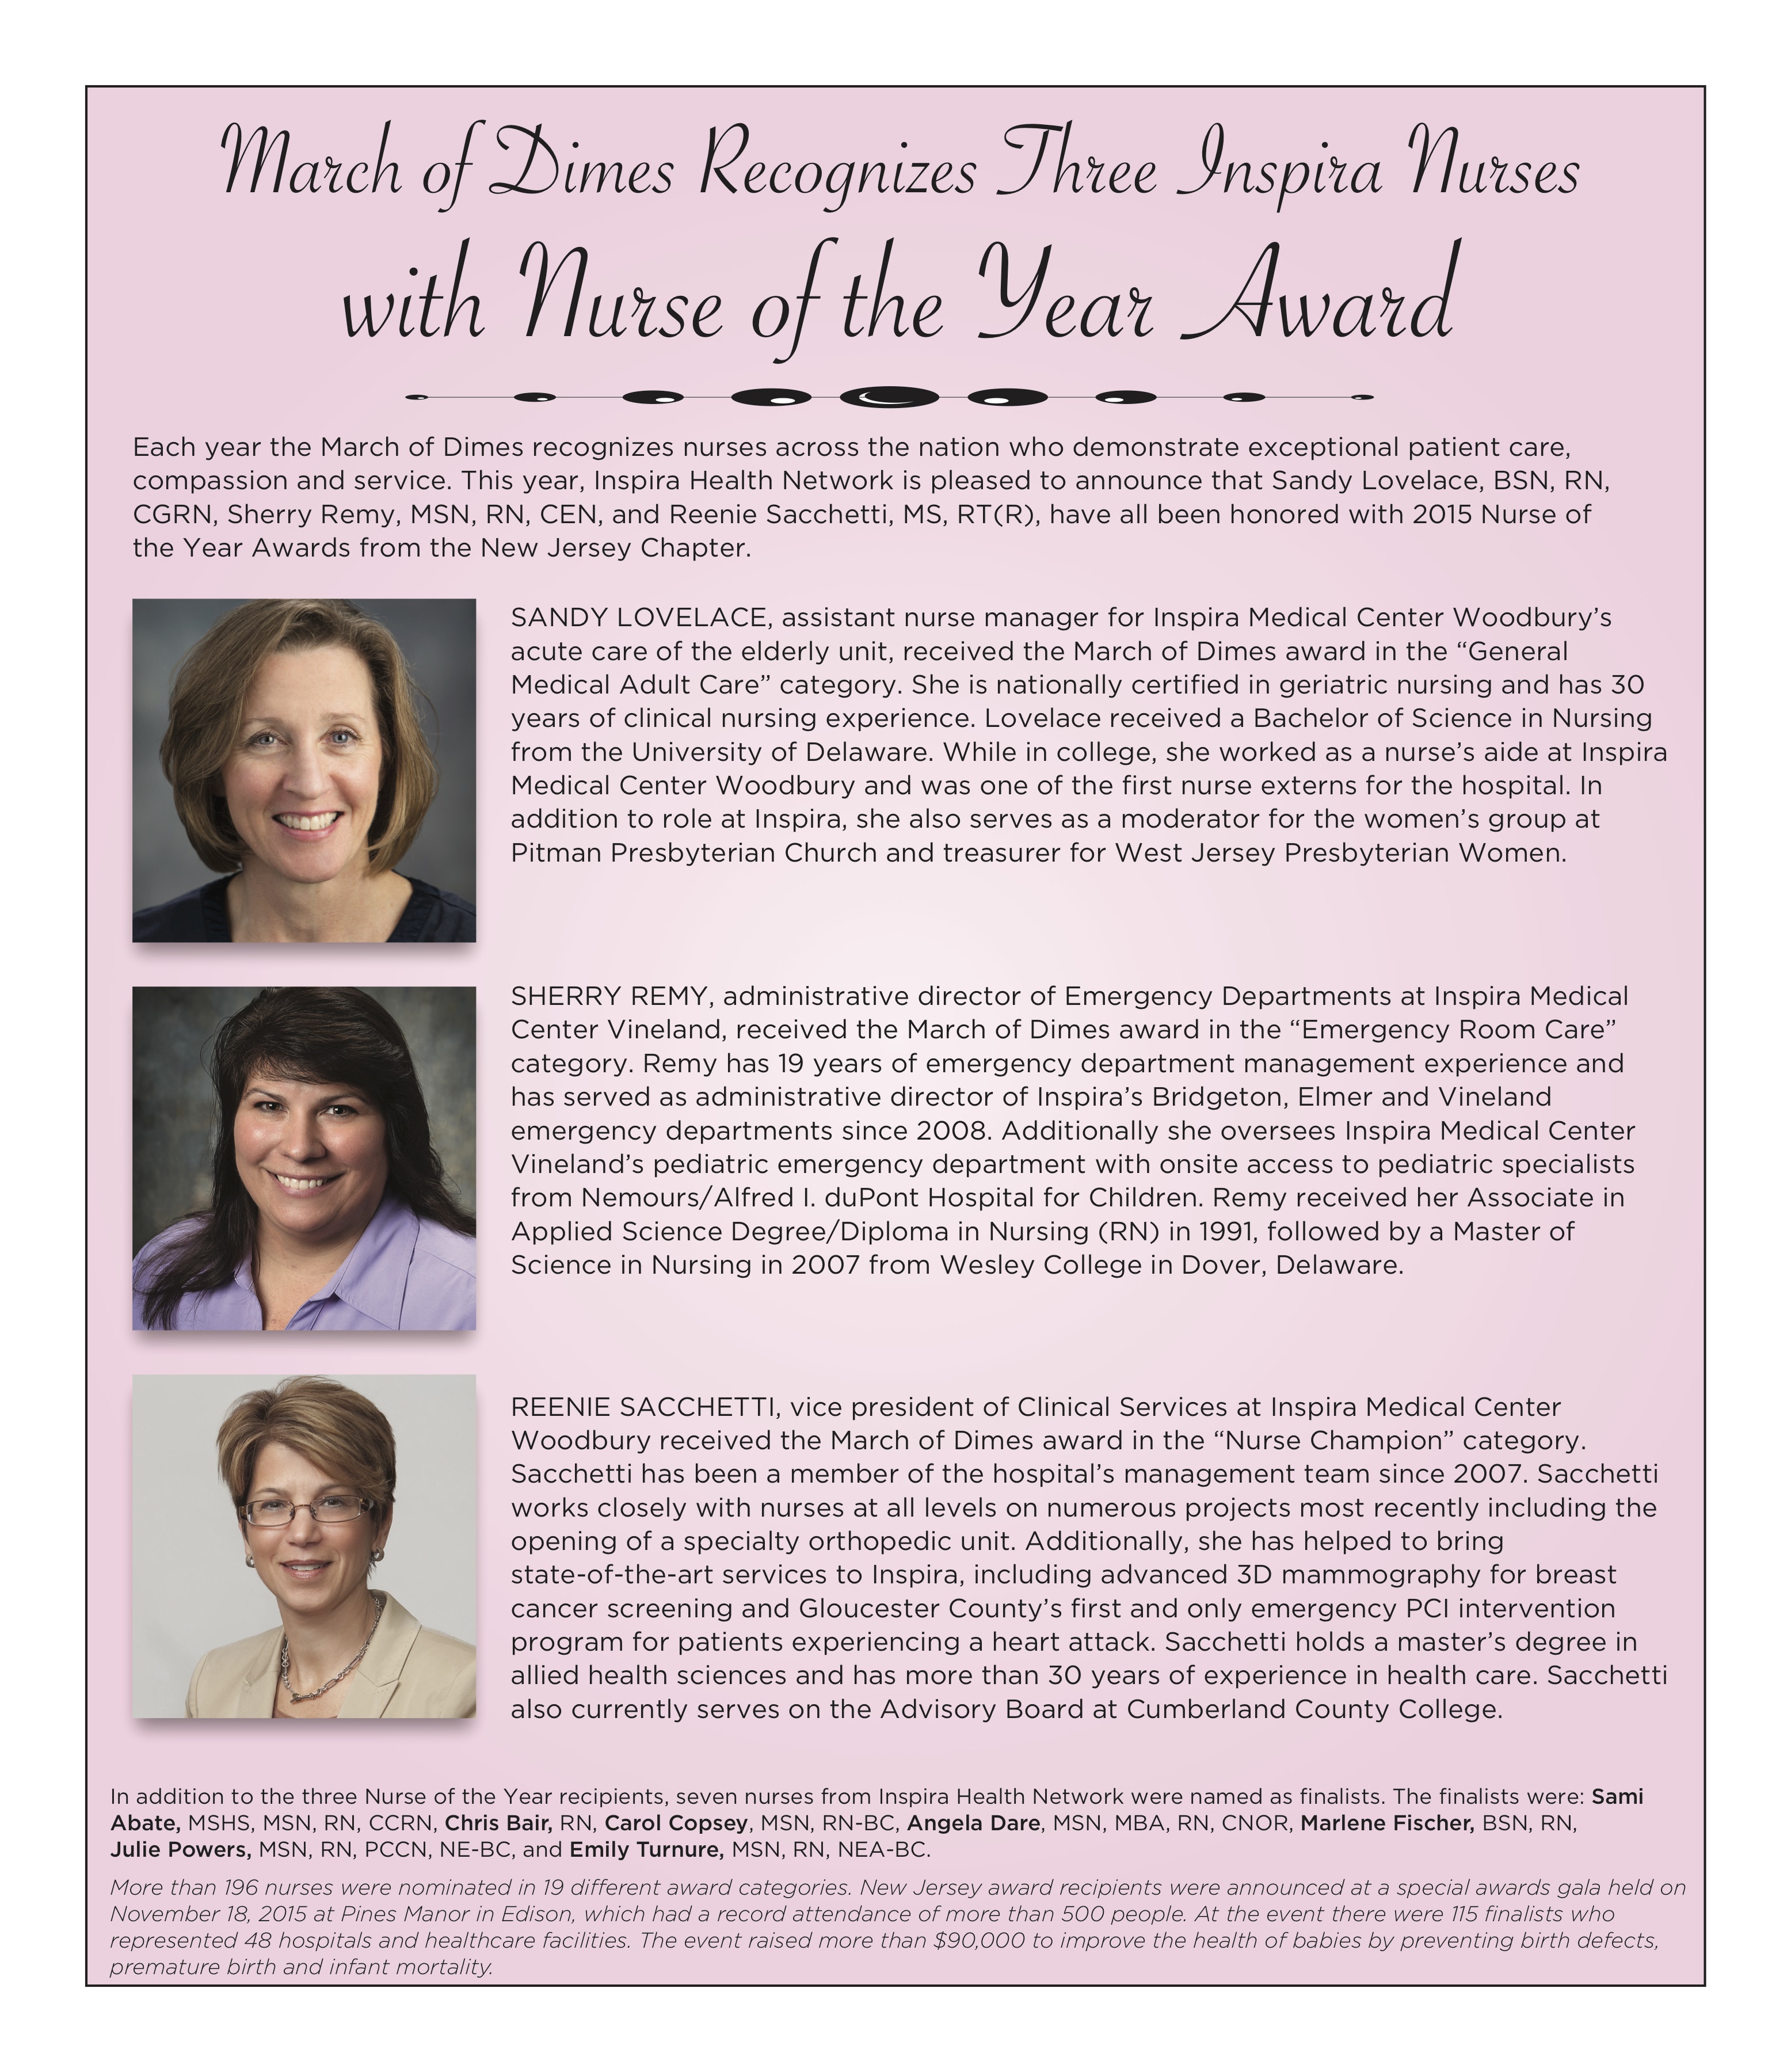 March of Dimes Recognizes Three Inspira Nurses
with Nurse of the Year Award
Each year the March of Dimes recognizes nurses across the nation who demonstrate exceptional patient care,
compassion and service. This year, Inspira Health Network is pleased to announce that Sandy Lovelace, BSN, RN,
CGRN, Sherry Remy, MSN, RN, CEN, and Reenie Sacchetti, MS, RT(R), have all been honored with 2015 Nurse of
the Year Awards from the New Jersey Chapter.
SANDY LOVELACE, assistant nurse manager for Inspira Medical Center Woodbury’s
acute care of the elderly unit, received the March of Dimes award in the “General
Medical Adult Care” category. She is nationally certified in geriatric nursing and has 30
years of clinical nursing experience. Lovelace received a Bachelor of Science in Nursing
from the University of Delaware. While in college, she worked as a nurse’s aide at Inspira
Medical Center Woodbury and was one of the first nurse externs for the hospital. In
addition to role at Inspira, she also serves as a moderator for the women’s group at
Pitman Presbyterian Church and treasurer for West Jersey Presbyterian Women.
SHERRY REMY, administrative director of Emergency Departments at Inspira Medical
Center Vineland, received the March of Dimes award in the “Emergency Room Care”
category. Remy has 19 years of emergency department management experience and
has served as administrative director of Inspira’s Bridgeton, Elmer and Vineland
emergency departments since 2008. Additionally she oversees Inspira Medical Center
Vineland’s pediatric emergency department with onsite access to pediatric specialists
from Nemours/Alfred I. duPont Hospital for Children. Remy received her Associate in
Applied Science Degree/Diploma in Nursing (RN) in 1991, followed by a Master of
Science in Nursing in 2007 from Wesley College in Dover, Delaware.
REENIE SACCHETTI, vice president of Clinical Services at Inspira Medical Center
Woodbury received the March of Dimes award in the “Nurse Champion” category.
Sacchetti has been a member of the hospital’s management team since 2007. Sacchetti
works closely with nurses at all levels on numerous projects most recently including the
opening of a specialty orthopedic unit. Additionally, she has helped to bring
state-of-the-art services to Inspira, including advanced 3D mammography for breast
cancer screening and Gloucester County’s first and only emergency PCI intervention
program for patients experiencing a heart attack. Sacchetti holds a master’s degree in
allied health sciences and has more than 30 years of experience in health care. Sacchetti
also currently serves on the Advisory Board at Cumberland County College.
In addition to the three Nurse of the Year recipients, seven nurses from Inspira Health Network were named as finalists. The finalists were: Sami
Abate, MSHS, MSN, RN, CCRN, Chris Bair, RN, Carol Copsey, MSN, RN-BC, Angela Dare, MSN, MBA, RN, CNOR, Marlene Fischer, BSN, RN,
Julie Powers, MSN, RN, PCCN, NE-BC, and Emily Turnure, MSN, RN, NEA-BC.
More than 196 nurses were nominated in 19 different award categories. New Jersey award recipients were announced at a special awards gala held on
November 18, 2015 at Pines Manor in Edison, which had a record attendance of more than 500 people. At the event there were 115 finalists who
represented 48 hospitals and healthcare facilities. The event raised more than $90,000 to improve the health of babies by preventing birth defects,
premature birth and infant mortality.